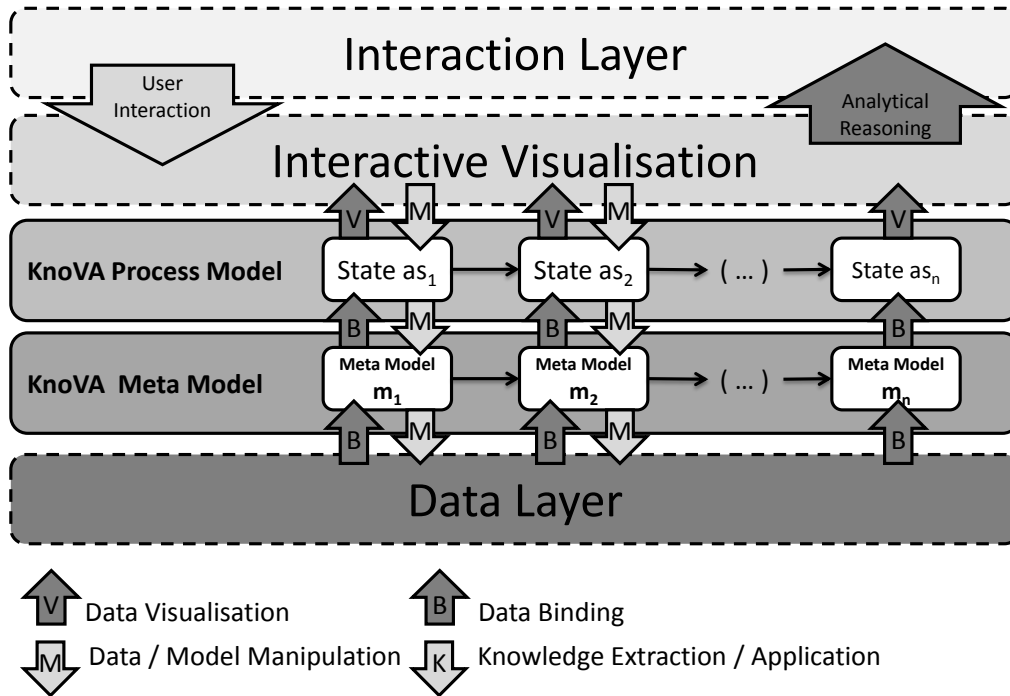 Interaction Layer
User
Interaction
Analytical
Reasoning
Interactive Visualisation
V M V M V
KnoVA Process Model
State as1
State as2
( ... )
State asn
B M B M B
KnoVA Meta Model
Meta Model
m1
Meta Model
m2
( ... )
Meta Model
mn
B M B M B
Data Layer
V Data Visualisation
B Data Binding
M Data / Model Manipulation
K Knowledge Extraction / Application